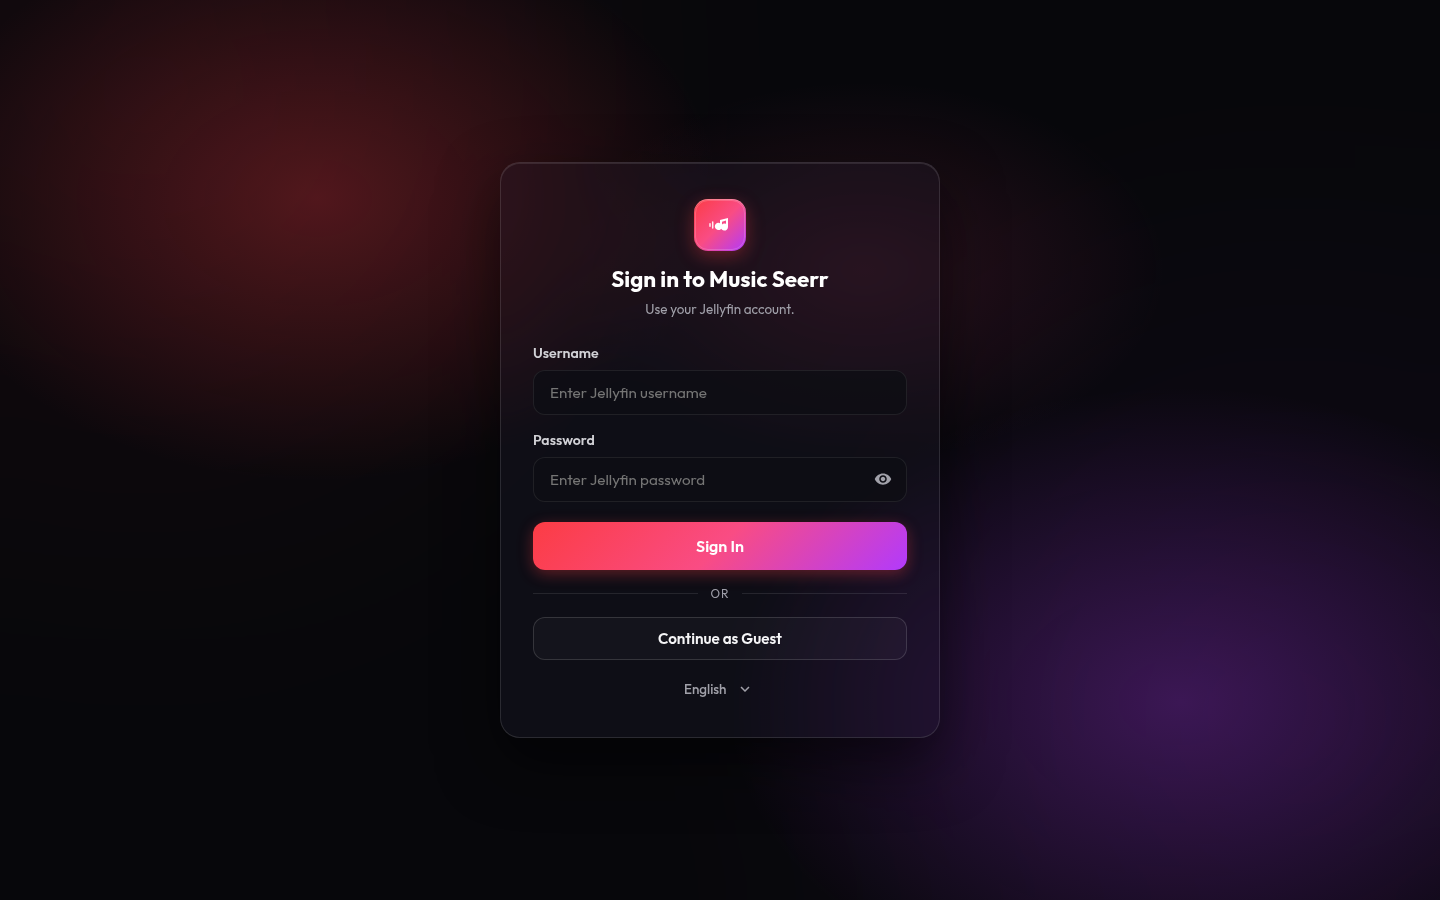 Sign in to Music Seerr
Use your Jellyfin account.
Username
Enter Jellyfin username
Password
Enter Jellyfin password
Sign In
OR
Continue as Guest
English